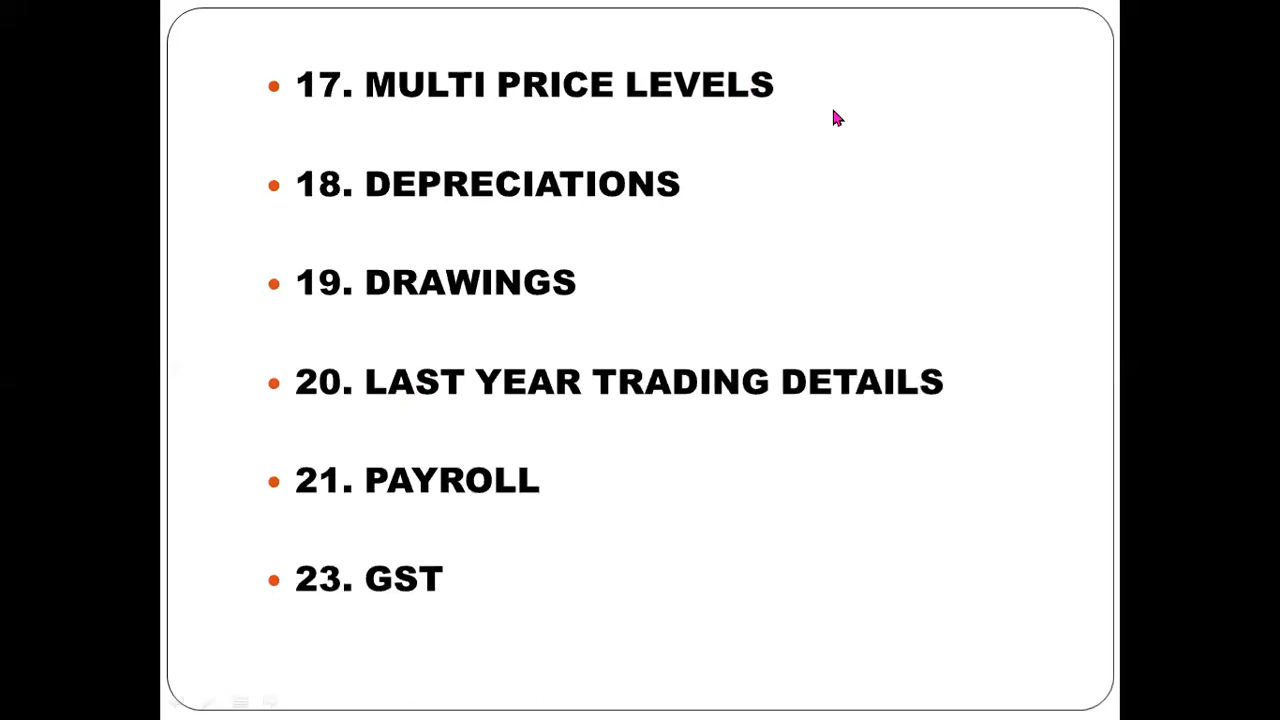 • 17. MULTI PRICE LEVELS
• 18. DEPRECIATIONS
• 19. DRAWINGS
• 20. LAST YEAR TRADING DETAILS
• 21. PAYROLL
• 23. GST